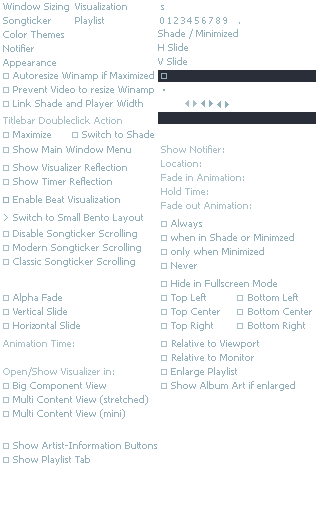 Window Sizing Visualization
Songticker Playlist
Color Themes
Notifier
Appearance
Autoresize Winamp if Maximized
Prevent Video to resize Winamp
Link Shade and Player Width
Titlebar Doubleclick Action
Maximize Switch to Shade
Show Main Window Menu
Show Visualizer Reflection
Show Timer Reflection
Enable Beat Visualization
> Switch to Small Bento Layout
Disable Songticker Scrolling
Modern Songticker Scrolling
Classic Songticker Scrolling
Alpha Fade
Vertical Slide
Horizontal Slide
Animation Time:
Open/Show Visualizer in:
Big Component View
Multi Content View (stretched)
Multi Content View (mini)
Show Artist-Information Buttons
Show Playlist Tab
s
0 1 2 3 4 5 6 7 8 9 .
Shade / Minimized
H Slide
V Slide
Show Notifier:
Location:
Fade in Animation:
Hold Time:
Fade out Animation:
Always
when in Shade or Minimzed
only when Minimized
Never
Hide in Fullscreen Mode
Top Left Bottom Left
Top Center Bottom Center
Top Right Bottom Right
Relative to Viewport
Relative to Monitor
Enlarge Playlist
Show Album Art if enlarged